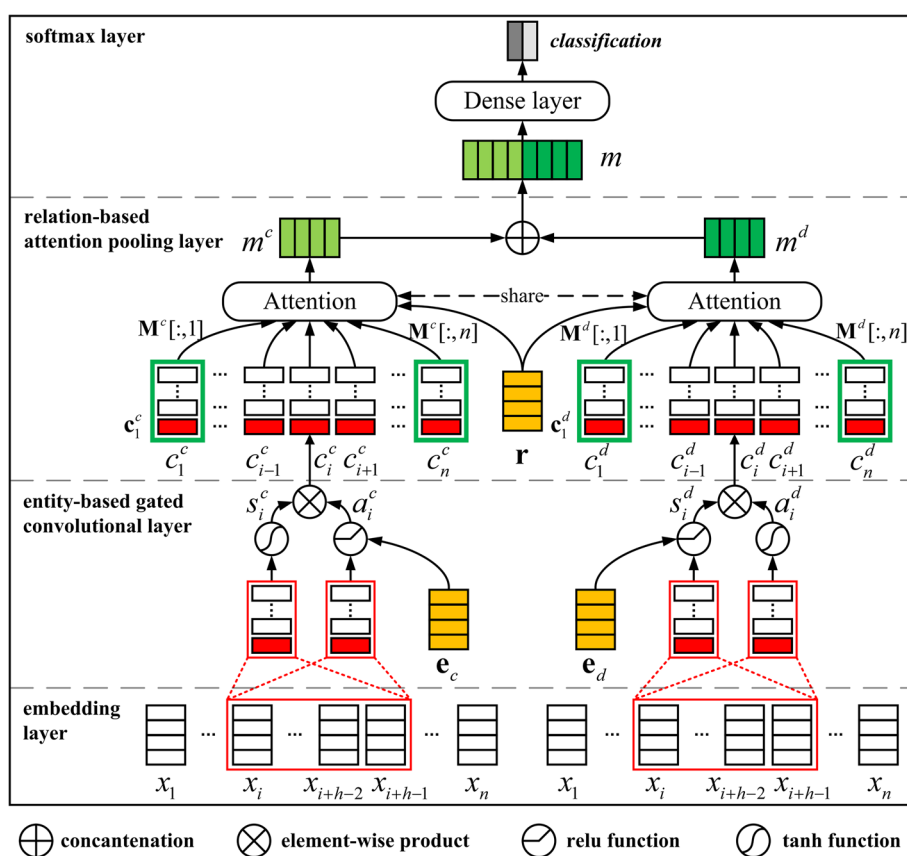 softmax layer
classification
Dense layer
m
relation-based
attention pooling layer
m^c
m^d
Attention
share
Attention
M^c[:,1]
M^c[:,n]
M^d[:,1]
M^d[:,n]
... ... ... ...
... ... ... ...
c_1^c
r
c_1^d
c_1^c c_{i-1}^c c_i^c c_{i+1}^c c_n^c
c_1^d c_{i-1}^d c_i^d c_{i+1}^d c_n^d
entity-based gated
convolutional layer
s_i^c a_i^c
s_i^d a_i^d
e_c
e_d
embedding
layer
... ... ... ... ... ...
x_1 x_i x_{i+h-2} x_{i+h-1} x_n
x_1 x_i x_{i+h-2} x_{i+h-1} x_n
concantenation
element-wise product
relu function
tanh function